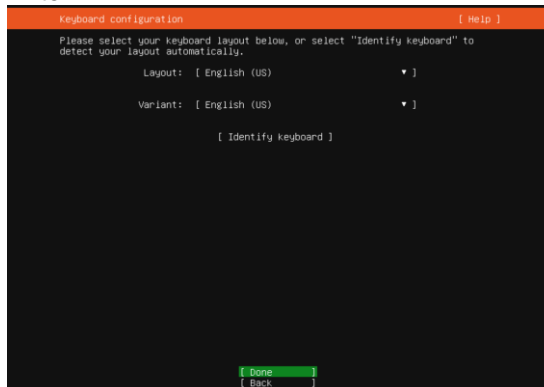 Keyboard configuration [ Help ]
Please select your keyboard layout below, or select "Identify keyboard" to
detect your layout automatically.
Layout: [ English (US) ▾ ]
Variant: [ English (US) ▾ ]
[ Identify keyboard ]
[ Done ]
[ Back ]